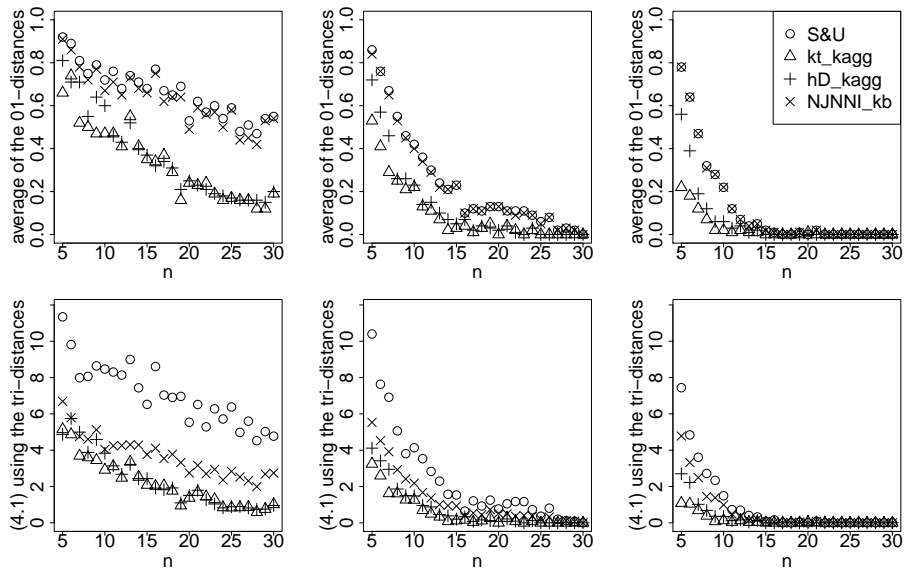 average of the 01−distances
0.0 0.2 0.4 0.6 0.8 1.0
5 10 15 20 25 30
n
average of the 01−distances
0.0 0.2 0.4 0.6 0.8 1.0
5 10 15 20 25 30
n
average of the 01−distances
0.0 0.2 0.4 0.6 0.8 1.0
5 10 15 20 25 30
n
S&U
kt_kagg
hD_kagg
NJNNI_kb
(4.1) using the tri−distances
0 2 4 6 8 10
5 10 15 20 25 30
n
(4.1) using the tri−distances
0 2 4 6 8 10
5 10 15 20 25 30
n
(4.1) using the tri−distances
0 2 4 6 8 10
5 10 15 20 25 30
n